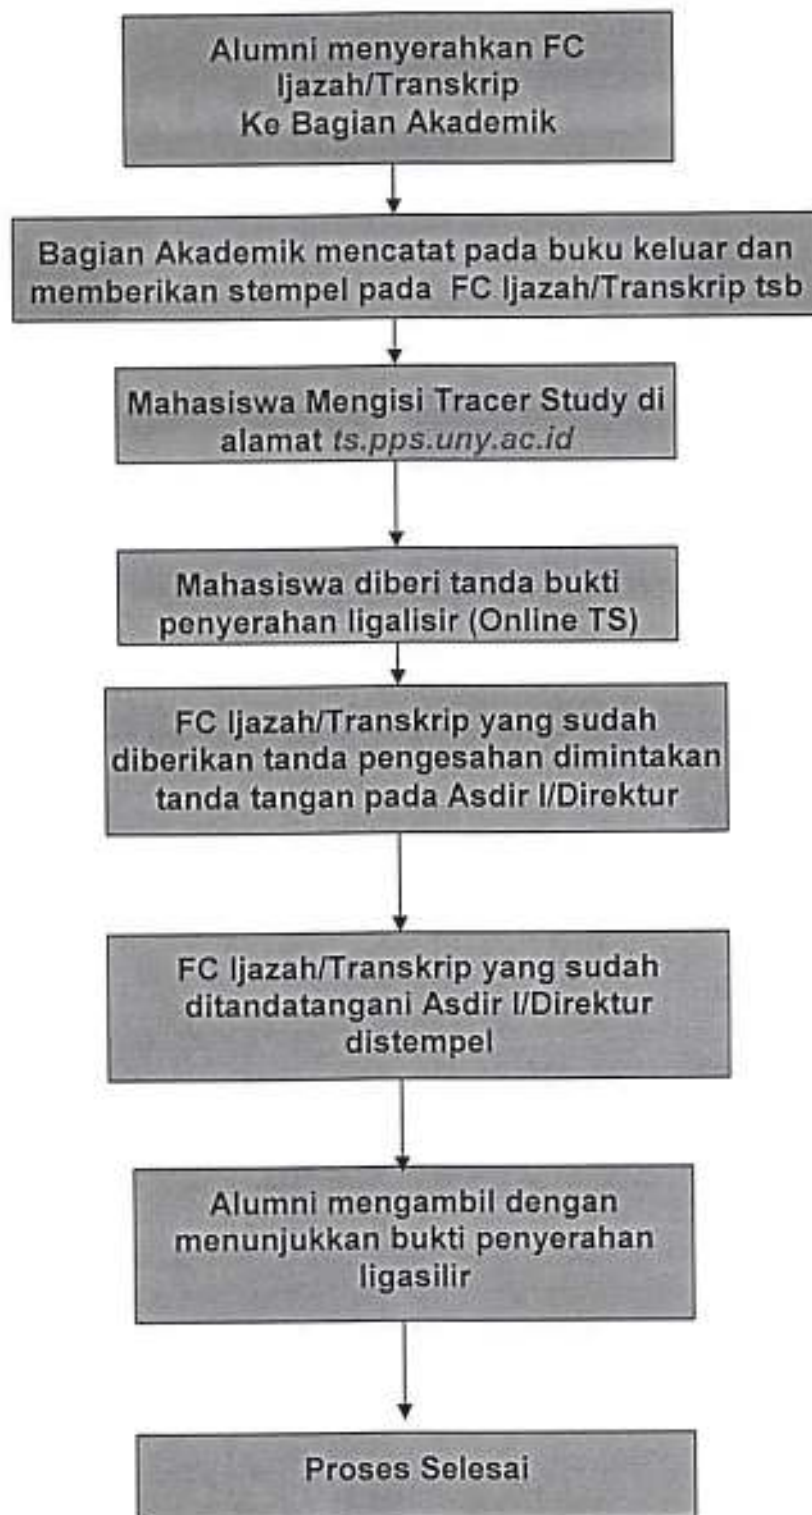 Alumni menyerahkan FC
Ijazah/Transkrip
Ke Bagian Akademik
Bagian Akademik mencatat pada buku keluar dan
memberikan stempel pada FC Ijazah/Transkrip tsb
Mahasiswa Mengisi Tracer Study di
alamat ts.pps.uny.ac.id
Mahasiswa diberi tanda bukti
penyerahan ligalisir (Online TS)
FC Ijazah/Transkrip yang sudah
diberikan tanda pengesahan dimintakan
tanda tangan pada Asdir I/Direktur
FC Ijazah/Transkrip yang sudah
ditandatangani Asdir I/Direktur
distempel
Alumni mengambil dengan
menunjukkan bukti penyerahan
ligasilir
Proses Selesai